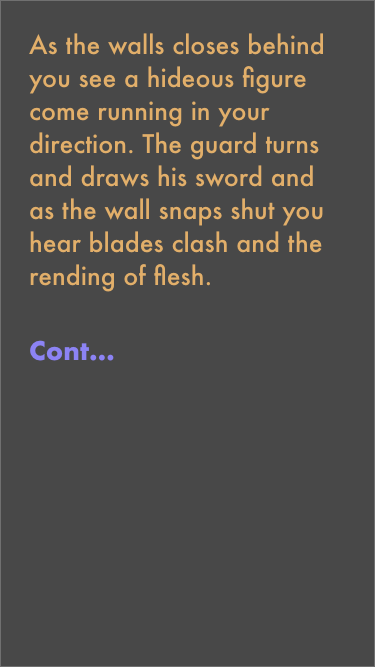 As the walls closes behind
you see a hideous figure
come running in your
direction. The guard turns
and draws his sword and
as the wall snaps shut you
hear blades clash and the
rending of flesh.
Cont...